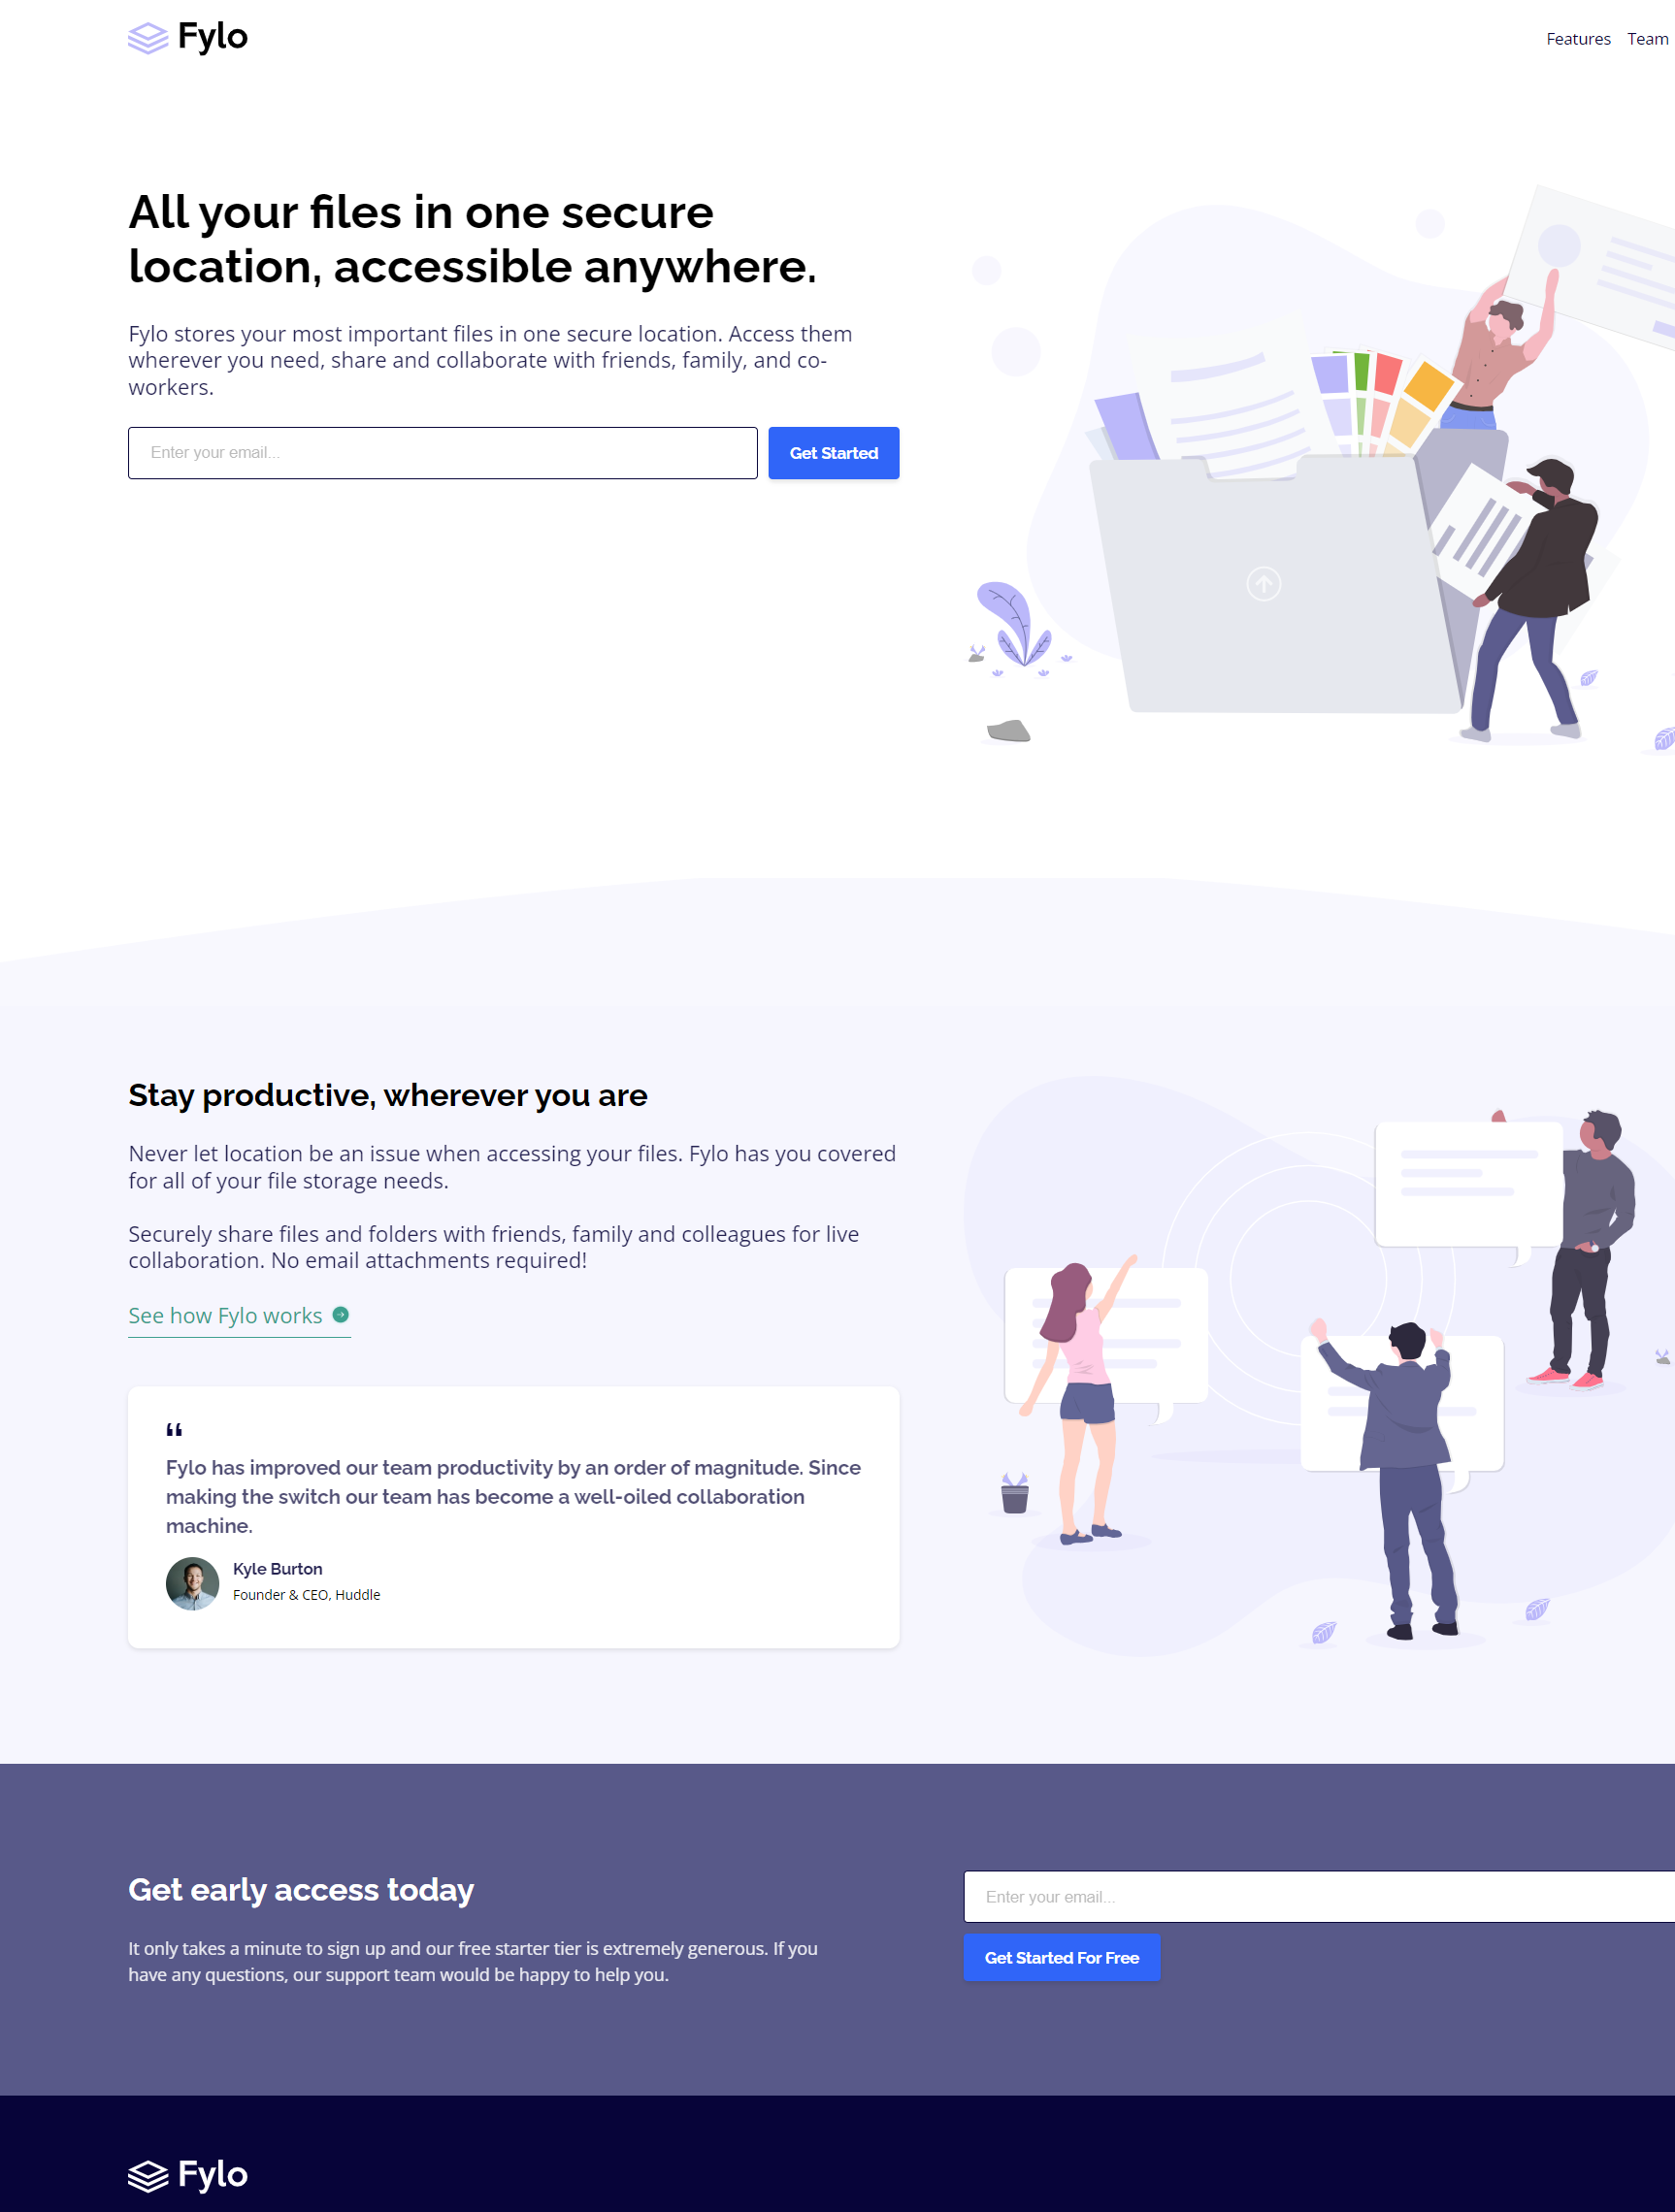 Fylo
Features Team
All your files in one secure
location, accessible anywhere.
Fylo stores your most important files in one secure location. Access them
wherever you need, share and collaborate with friends, family, and co-
workers.
Enter your email...
Get Started
Stay productive, wherever you are
Never let location be an issue when accessing your files. Fylo has you covered
for all of your file storage needs.
Securely share files and folders with friends, family and colleagues for live
collaboration. No email attachments required!
See how Fylo works
“
Fylo has improved our team productivity by an order of magnitude. Since
making the switch our team has become a well-oiled collaboration
machine.
Kyle Burton
Founder & CEO, Huddle
Get early access today
It only takes a minute to sign up and our free starter tier is extremely generous. If you
have any questions, our support team would be happy to help you.
Enter your email...
Get Started For Free
Fylo